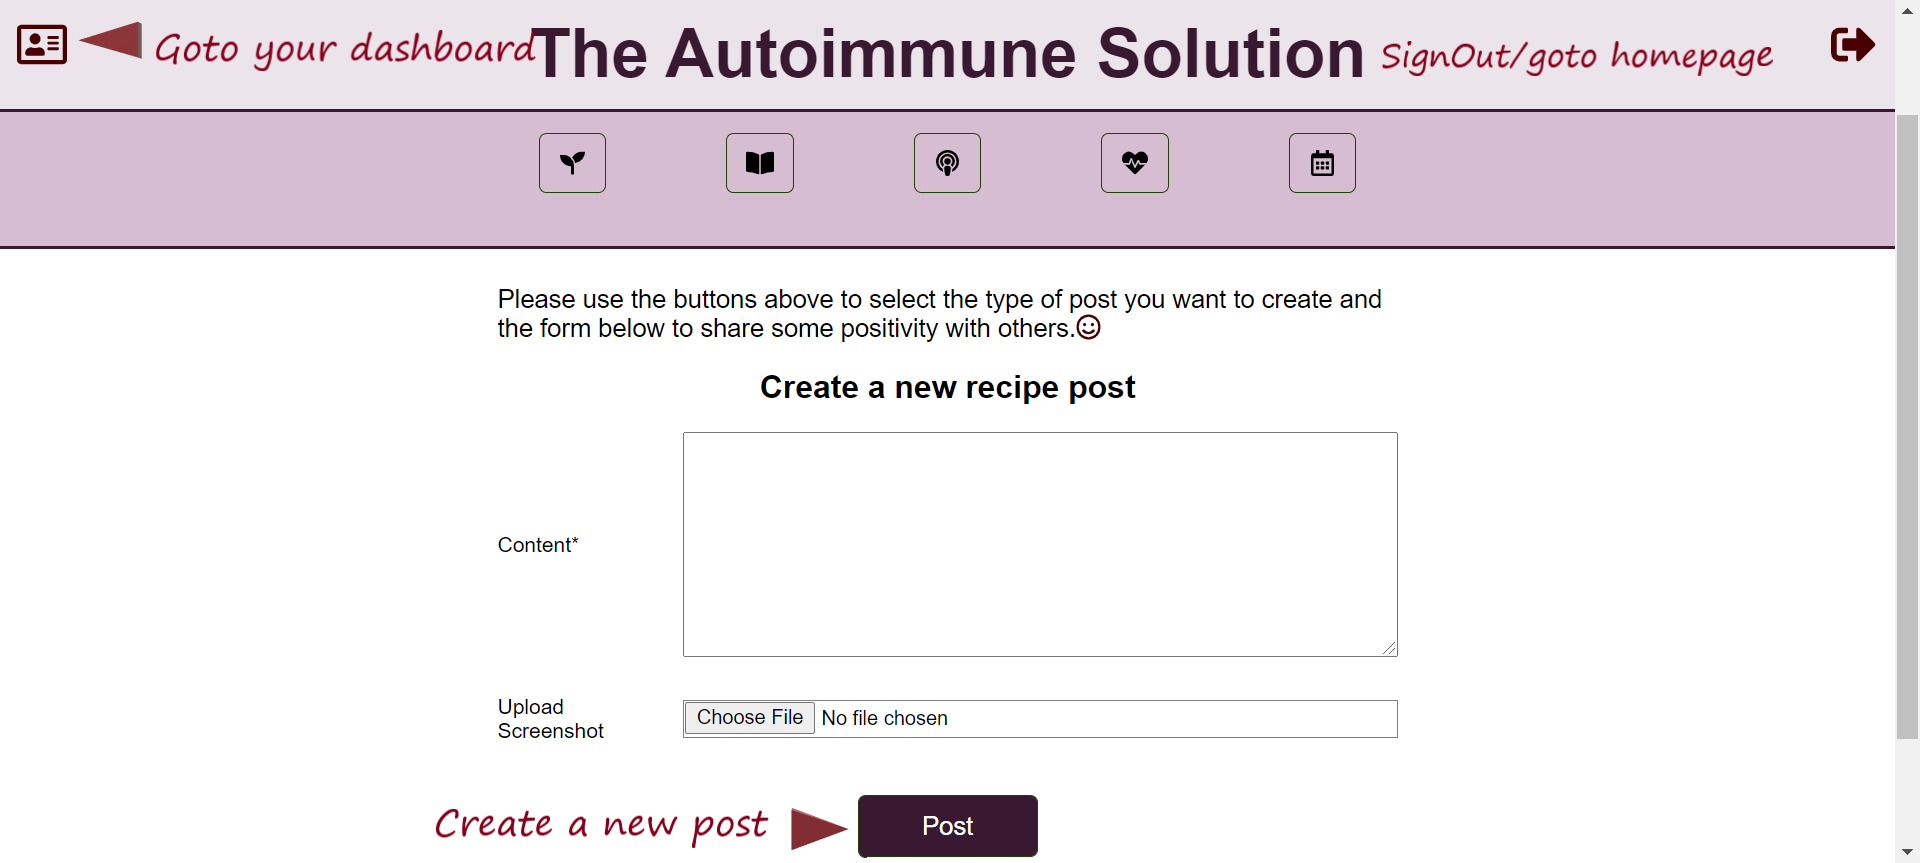 Goto your dashboard
The Autoimmune Solution
SignOut/goto homepage
Please use the buttons above to select the type of post you want to create and
the form below to share some positivity with others.
Create a new recipe post
Content*
Upload
Screenshot
Choose File No file chosen
Create a new post
Post